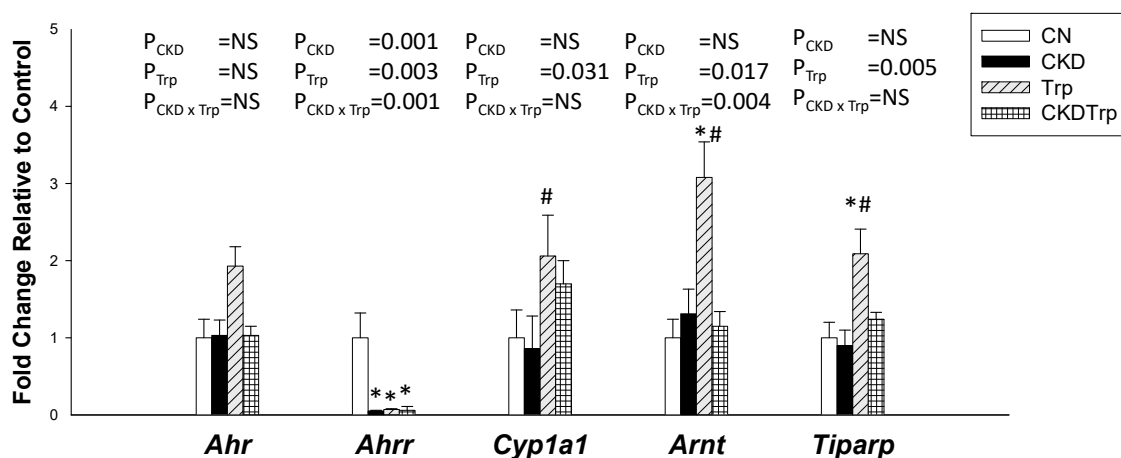 5
4
3
2
1
0
Fold Change Relative to Control
P_CKD =NS
P_Trp =NS
P_CKD x Trp=NS
P_CKD =0.001
P_Trp =0.003
P_CKD x Trp=0.001
P_CKD =NS
P_Trp =0.031
P_CKD x Trp=NS
P_CKD =NS
P_Trp =0.017
P_CKD x Trp=0.004
P_CKD =NS
P_Trp =0.005
P_CKD x Trp=NS
CN
CKD
Trp
CKDTrp
* * *
#
*#
*#
Ahr Ahrr Cyp1a1 Arnt Tiparp